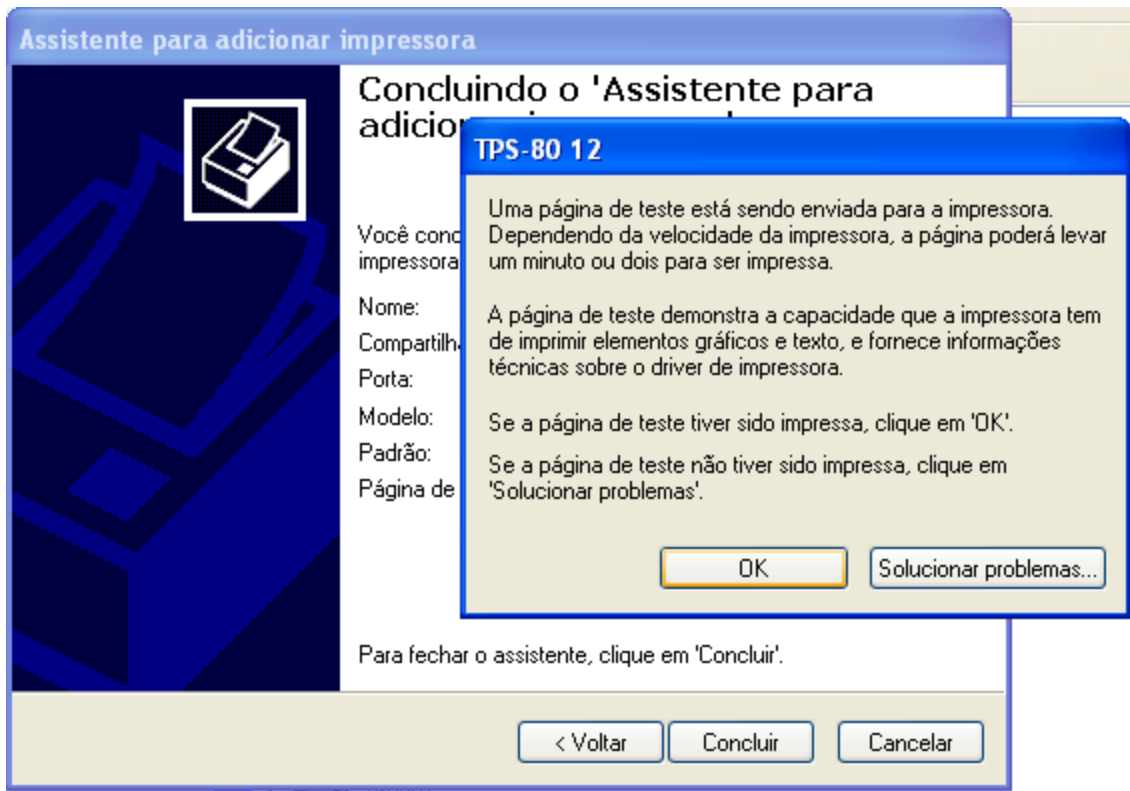 Assistente para adicionar impressora
Concluindo o 'Assistente para
TPS-80 12
Uma página de teste está sendo enviada para a impressora.
Dependendo da velocidade da impressora, a página poderá levar
um minuto ou dois para ser impressa.
A página de teste demonstra a capacidade que a impressora tem
de imprimir elementos gráficos e texto, e fornece informações
técnicas sobre o driver de impressora.
Se a página de teste tiver sido impressa, clique em 'OK'.
Se a página de teste não tiver sido impressa, clique em
'Solucionar problemas'.
OK
Solucionar problemas...
Você
impressora
Nome:
Porta:
Modelo:
Padrão:
Página de
Para fechar o assistente, clique em 'Concluir'.
< Voltar
Concluir
Cancelar